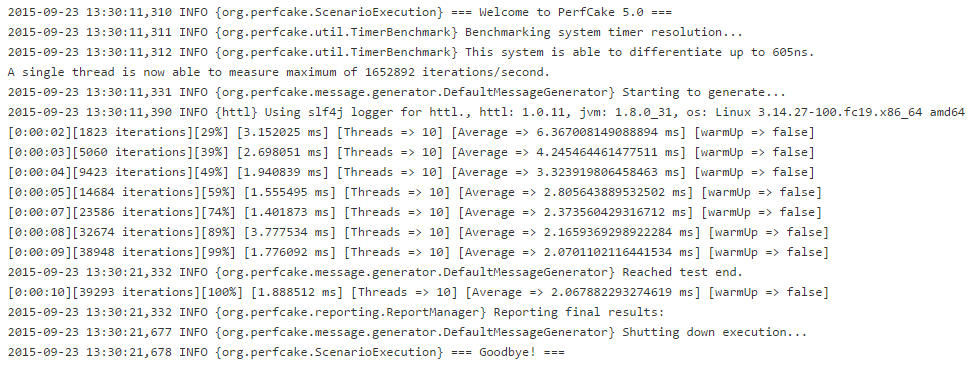 2015-09-23 13:30:11,310 INFO {org.perfcake.ScenarioExecution} === Welcome to PerfCake 5.0 ===
2015-09-23 13:30:11,311 INFO {org.perfcake.util.TimerBenchmark} Benchmarking system timer resolution...
2015-09-23 13:30:11,312 INFO {org.perfcake.util.TimerBenchmark} This system is able to differentiate up to 605ns.
A single thread is now able to measure maximum of 1652892 iterations/second.
2015-09-23 13:30:11,331 INFO {org.perfcake.message.generator.DefaultMessageGenerator} Starting to generate...
2015-09-23 13:30:11,390 INFO {httl} Using slf4j logger for httl., httl: 1.0.11, jvm: 1.8.0_31, os: Linux 3.14.27-100.fc19.x86_64 amd64
[0:00:02][1823 iterations][29%] [3.152025 ms] [Threads => 10] [Average => 6.367008149088894 ms] [warmUp => false]
[0:00:03][5060 iterations][39%] [2.698051 ms] [Threads => 10] [Average => 4.245464461477511 ms] [warmUp => false]
[0:00:04][9423 iterations][49%] [1.940839 ms] [Threads => 10] [Average => 3.323919806458463 ms] [warmUp => false]
[0:00:05][14684 iterations][59%] [1.555495 ms] [Threads => 10] [Average => 2.805643889532502 ms] [warmUp => false]
[0:00:07][23586 iterations][74%] [1.401873 ms] [Threads => 10] [Average => 2.373560429316712 ms] [warmUp => false]
[0:00:08][32674 iterations][89%] [3.777534 ms] [Threads => 10] [Average => 2.1659369298922284 ms] [warmUp => false]
[0:00:09][38948 iterations][99%] [1.776092 ms] [Threads => 10] [Average => 2.0701102116441534 ms] [warmUp => false]
2015-09-23 13:30:21,332 INFO {org.perfcake.message.generator.DefaultMessageGenerator} Reached test end.
[0:00:10][39293 iterations][100%] [1.888512 ms] [Threads => 10] [Average => 2.067882293274619 ms] [warmUp => false]
2015-09-23 13:30:21,332 INFO {org.perfcake.reporting.ReportManager} Reporting final results:
2015-09-23 13:30:21,677 INFO {org.perfcake.message.generator.DefaultMessageGenerator} Shutting down execution...
2015-09-23 13:30:21,678 INFO {org.perfcake.ScenarioExecution} === Goodbye! ===